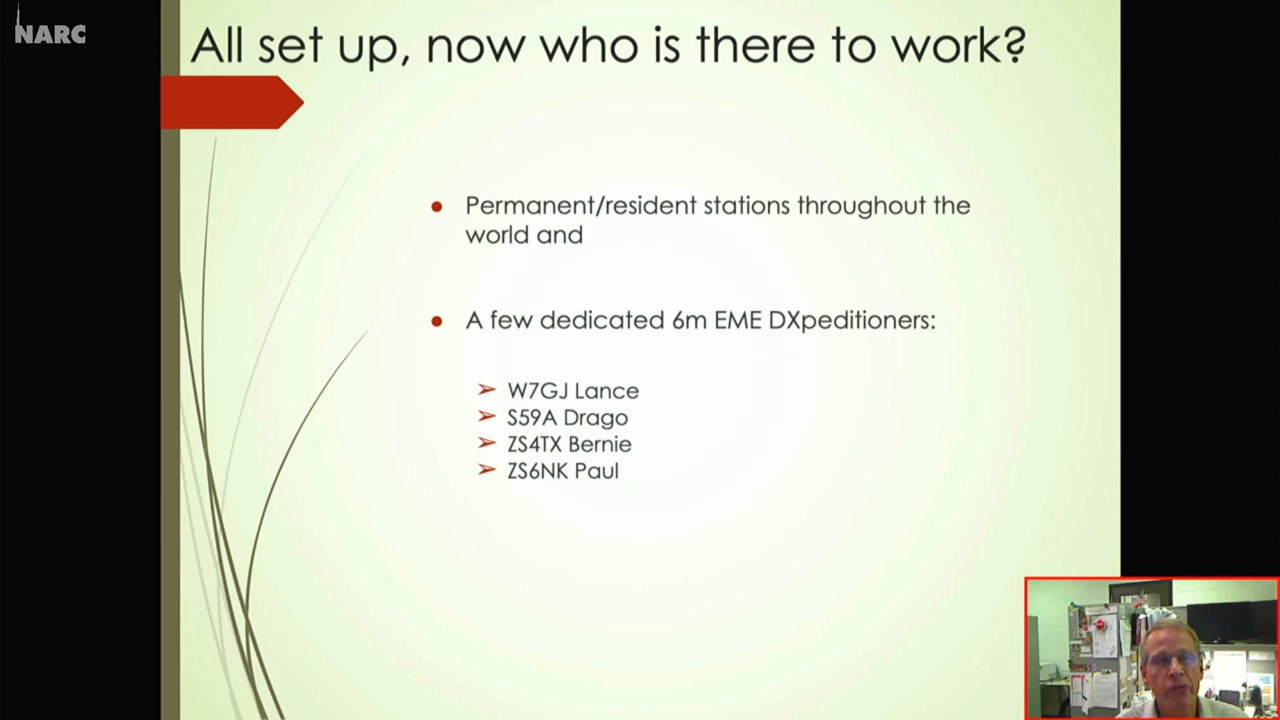 NARC
All set up, now who is there to work?
Permanent/resident stations throughout the
world and
A few dedicated 6m EME DXpeditioners:
W7GJ Lance
S59A Drago
ZS4TX Bernie
ZS6NK Paul